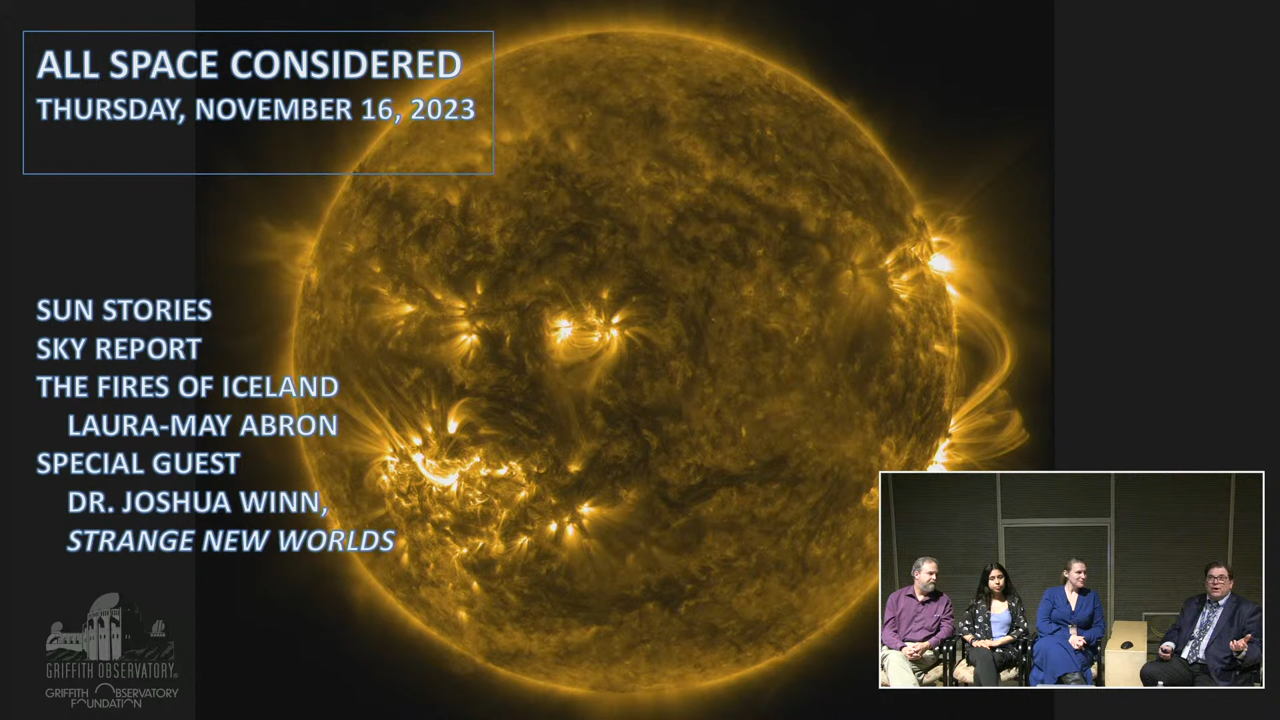 ALL SPACE CONSIDERED
THURSDAY, NOVEMBER 16, 2023
SUN STORIES
SKY REPORT
THE FIRES OF ICELAND
LAURA-MAY ABRON
SPECIAL GUEST
DR. JOSHUA WINN,
STRANGE NEW WORLDS
GRIFFITH OBSERVATORY®
GRIFFITH OBSERVATORY
FOUNDATION